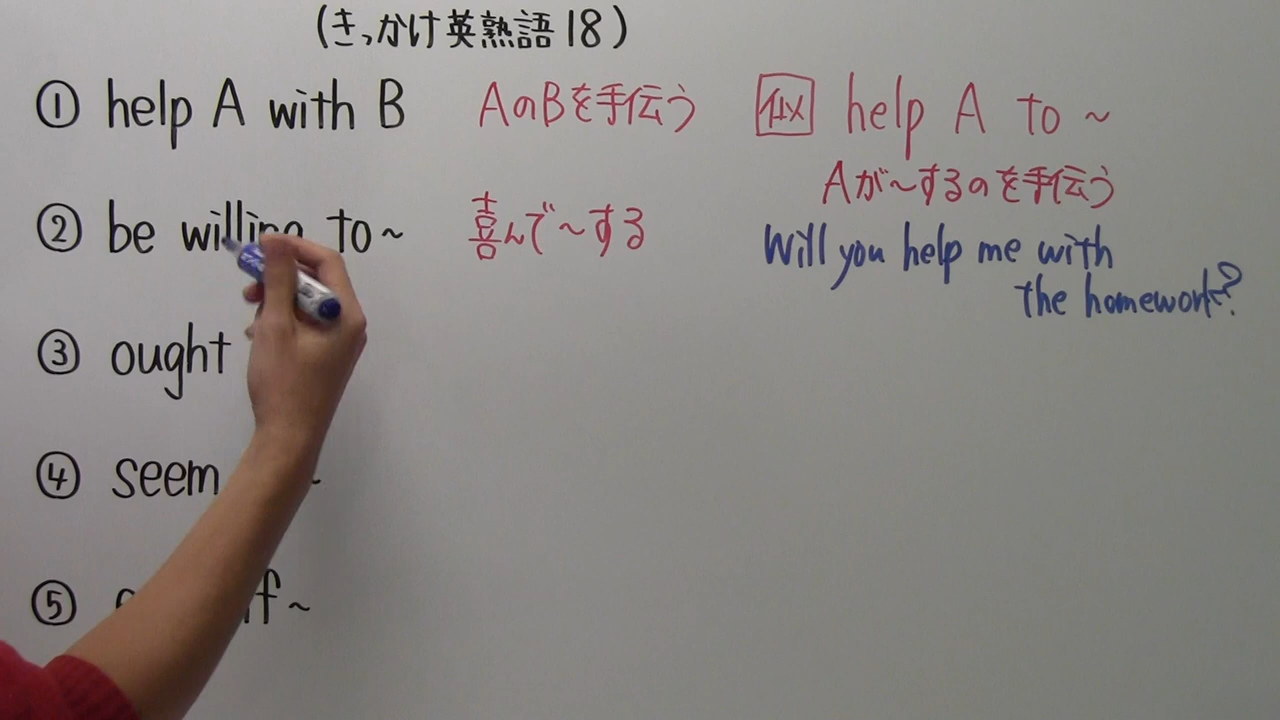 (きっかけ英熟語18)
① help A with B AのBを手伝う 似 help A to ~
Aが~するのを手伝う
② be willing to ~ 喜んで~する
Will you help me with
the homework?
③ ought
④ seem ~
⑤ if ~